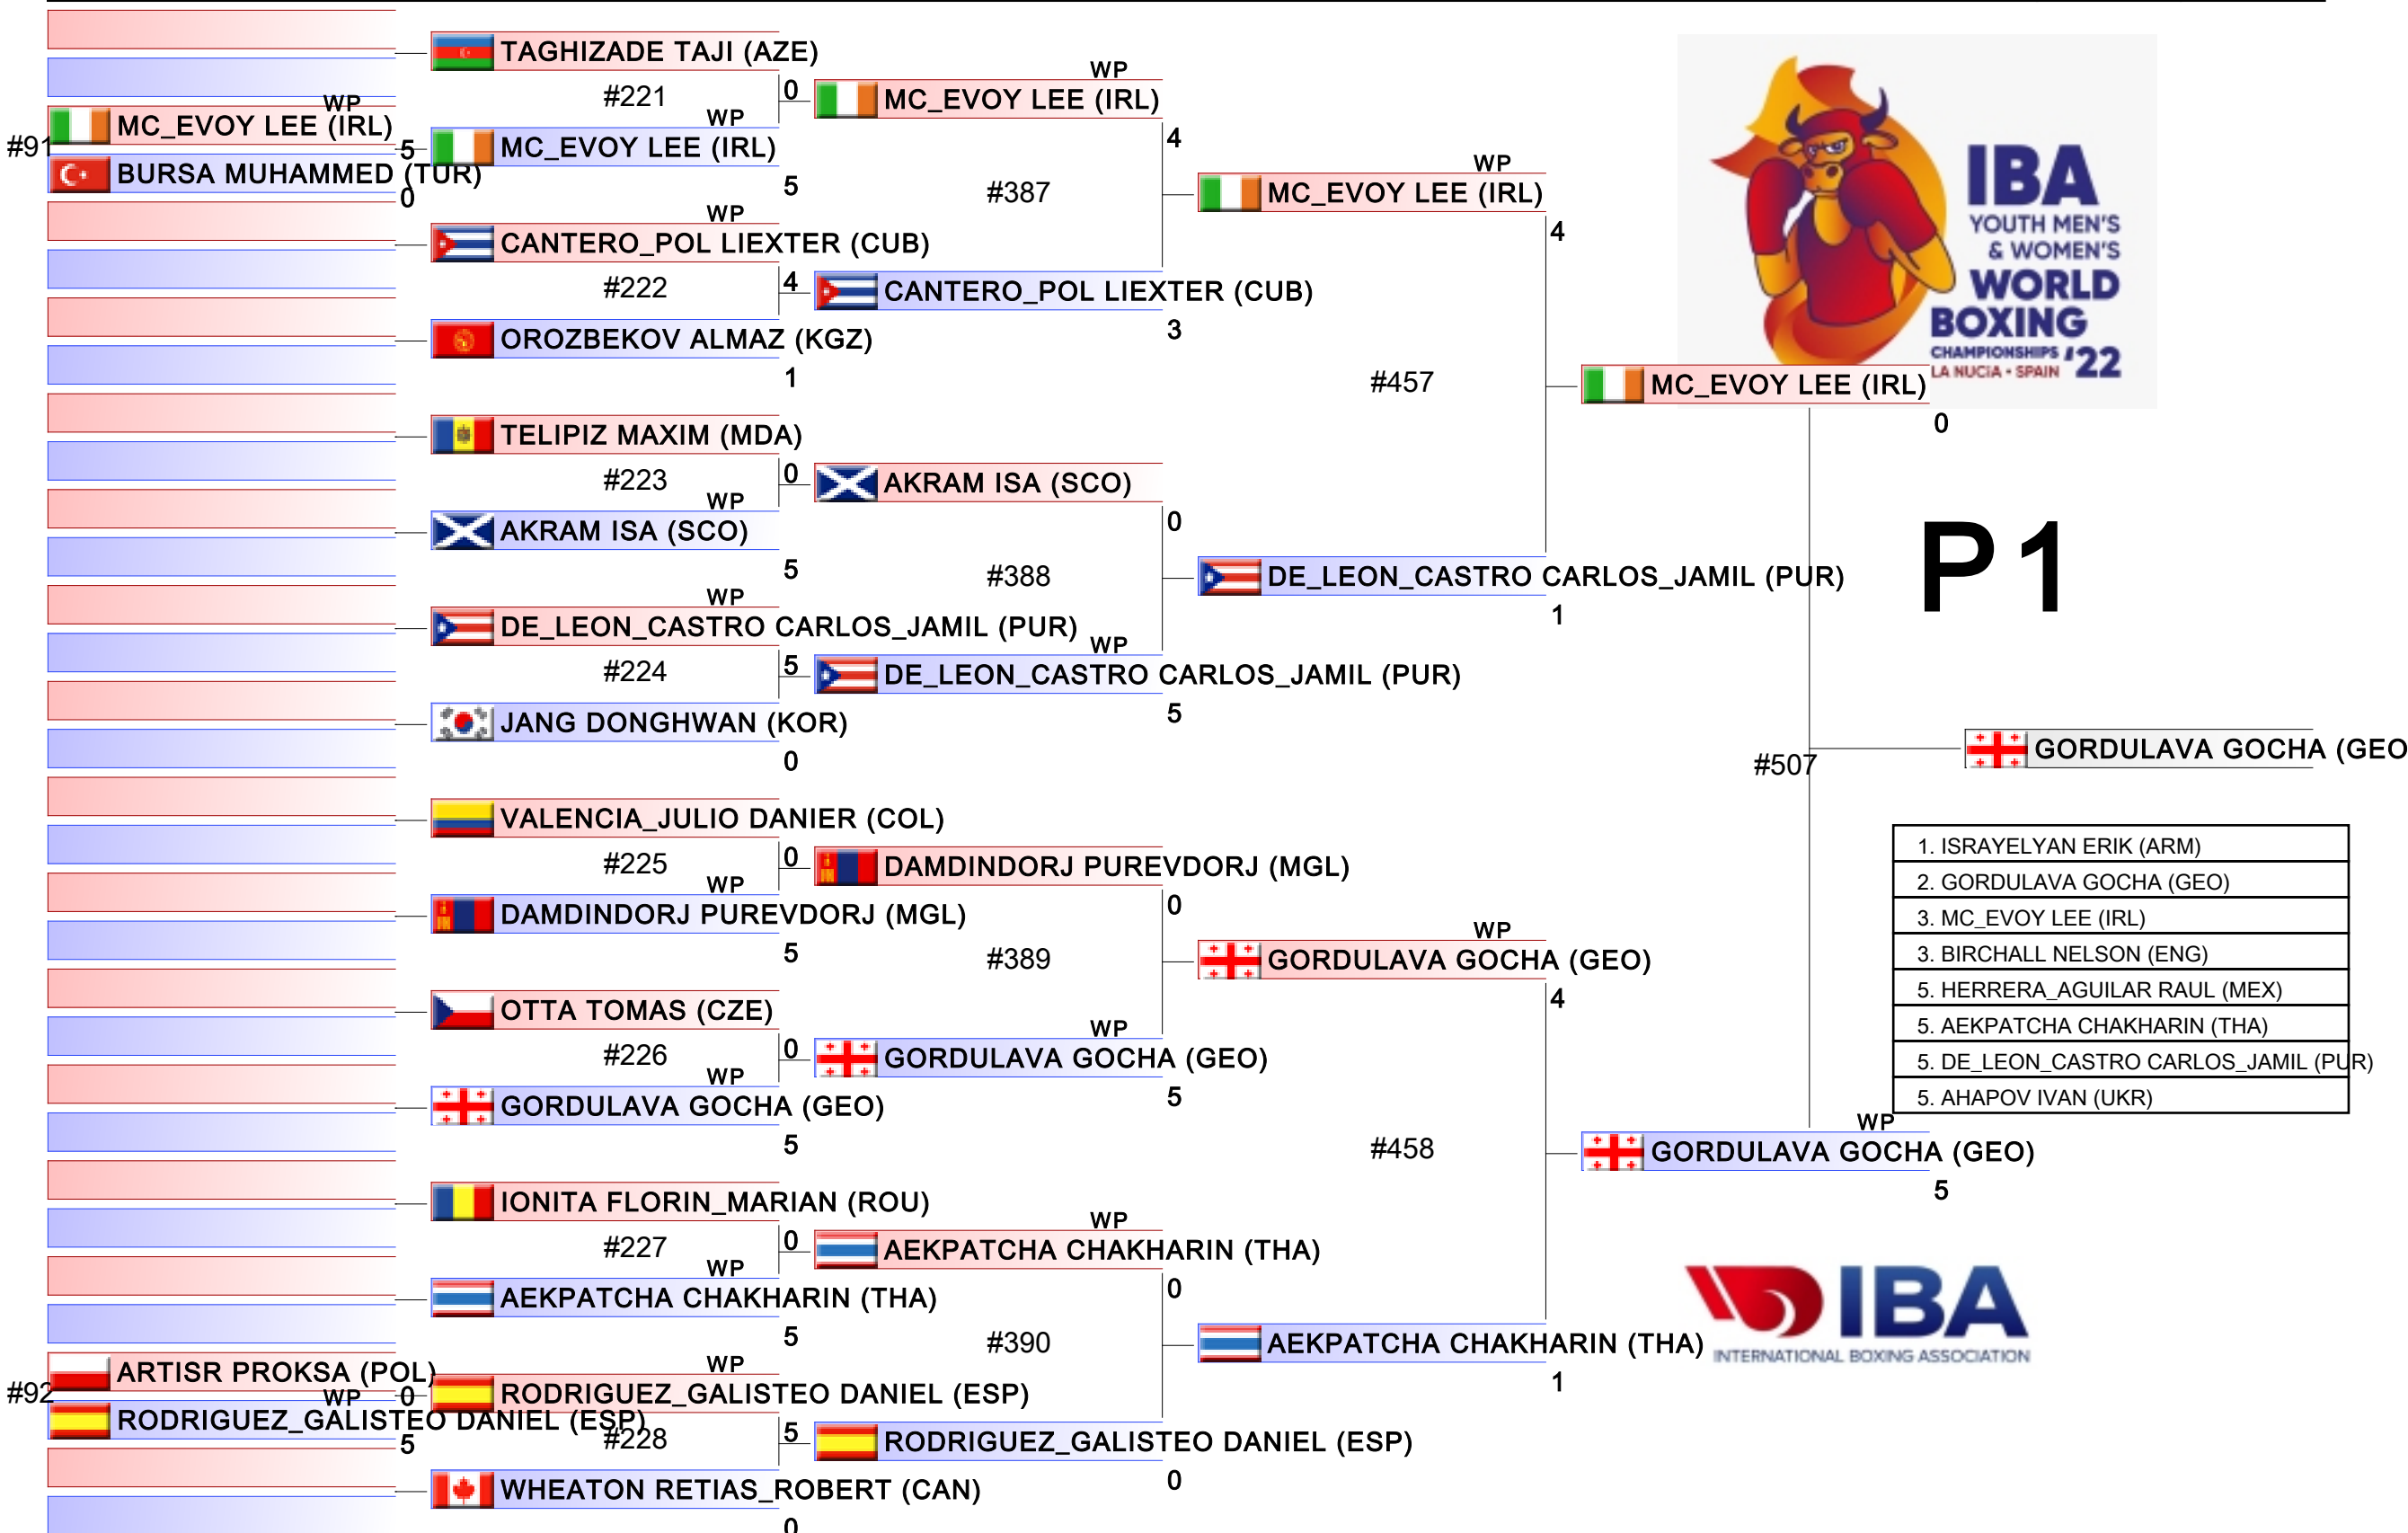 #91
WP
MC_EVOY LEE (IRL)
5
BURSA MUHAMMED (TUR)
0
#92
ARTISR PROKSA (POL)
0
WP
RODRIGUEZ_GALISTEO DANIEL (ESP)
5
TAGHIZADE TAJI (AZE)
0
#221
WP
MC_EVOY LEE (IRL)
5
WP
CANTERO_POL LIEXTER (CUB)
4
#222
OROZBEKOV ALMAZ (KGZ)
1
TELIPIZ MAXIM (MDA)
0
#223
WP
AKRAM ISA (SCO)
5
WP
DE_LEON_CASTRO CARLOS_JAMIL (PUR)
5
#224
JANG DONGHWAN (KOR)
0
VALENCIA_JULIO DANIER (COL)
0
#225
WP
DAMDINDORJ PUREVDORJ (MGL)
5
OTTA TOMAS (CZE)
0
#226
WP
GORDULAVA GOCHA (GEO)
5
IONITA FLORIN_MARIAN (ROU)
0
#227
WP
AEKPATCHA CHAKHARIN (THA)
5
WP
RODRIGUEZ_GALISTEO DANIEL (ESP)
5
#228
WHEATON RETIAS_ROBERT (CAN)
0
WP
MC_EVOY LEE (IRL)
4
#387
CANTERO_POL LIEXTER (CUB)
3
AKRAM ISA (SCO)
0
#388
WP
DE_LEON_CASTRO CARLOS_JAMIL (PUR)
5
DAMDINDORJ PUREVDORJ (MGL)
0
#389
WP
GORDULAVA GOCHA (GEO)
5
WP
AEKPATCHA CHAKHARIN (THA)
0
#390
RODRIGUEZ_GALISTEO DANIEL (ESP)
0
WP
MC_EVOY LEE (IRL)
4
#457
DE_LEON_CASTRO CARLOS_JAMIL (PUR)
1
WP
GORDULAVA GOCHA (GEO)
4
#458
AEKPATCHA CHAKHARIN (THA)
1
IBA
YOUTH MEN'S
& WOMEN'S
WORLD
BOXING
CHAMPIONSHIPS '22
LA NUCIA • SPAIN
MC_EVOY LEE (IRL)
0
P1
#507
GORDULAVA GOCHA (GEO
1. ISRAYELYAN ERIK (ARM)
2. GORDULAVA GOCHA (GEO)
3. MC_EVOY LEE (IRL)
3. BIRCHALL NELSON (ENG)
5. HERRERA_AGUILAR RAUL (MEX)
5. AEKPATCHA CHAKHARIN (THA)
5. DE_LEON_CASTRO CARLOS_JAMIL (PUR)
5. AHAPOV IVAN (UKR)
WP
GORDULAVA GOCHA (GEO)
5
IBA
INTERNATIONAL BOXING ASSOCIATION